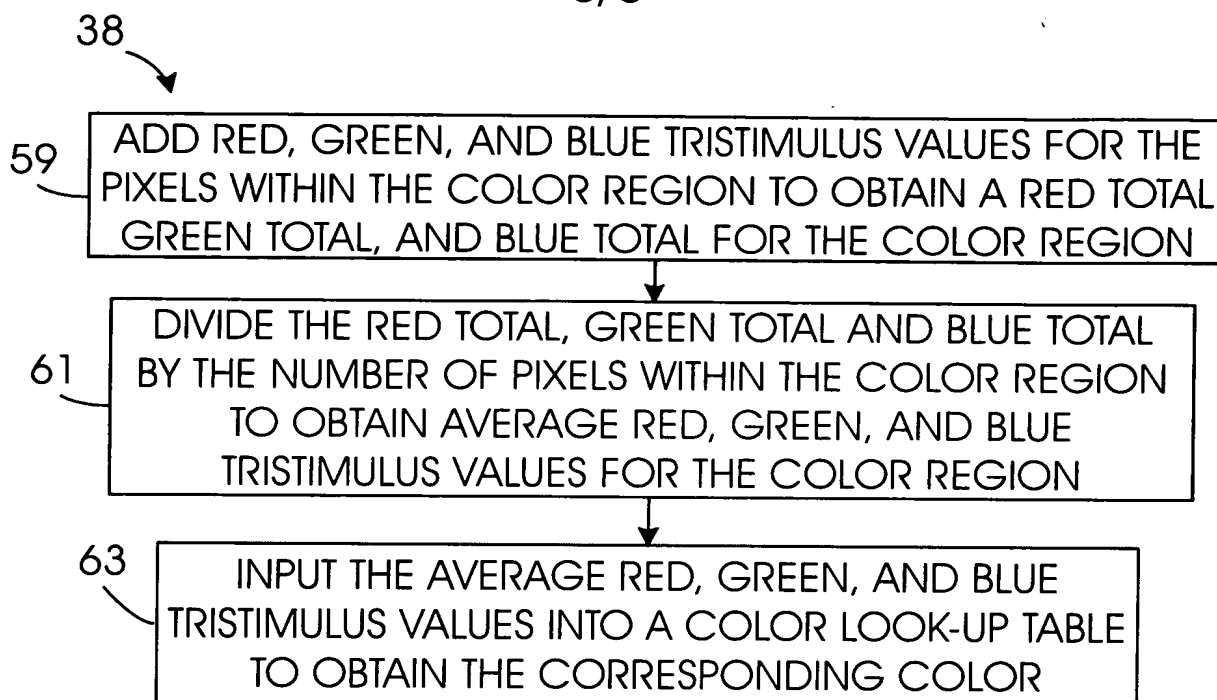 38
59
ADD RED, GREEN, AND BLUE TRISTIMULUS VALUES FOR THE
PIXELS WITHIN THE COLOR REGION TO OBTAIN A RED TOTAL
GREEN TOTAL, AND BLUE TOTAL FOR THE COLOR REGION
61
DIVIDE THE RED TOTAL, GREEN TOTAL AND BLUE TOTAL
BY THE NUMBER OF PIXELS WITHIN THE COLOR REGION
TO OBTAIN AVERAGE RED, GREEN, AND BLUE
TRISTIMULUS VALUES FOR THE COLOR REGION
63
INPUT THE AVERAGE RED, GREEN, AND BLUE
TRISTIMULUS VALUES INTO A COLOR LOOK-UP TABLE
TO OBTAIN THE CORRESPONDING COLOR